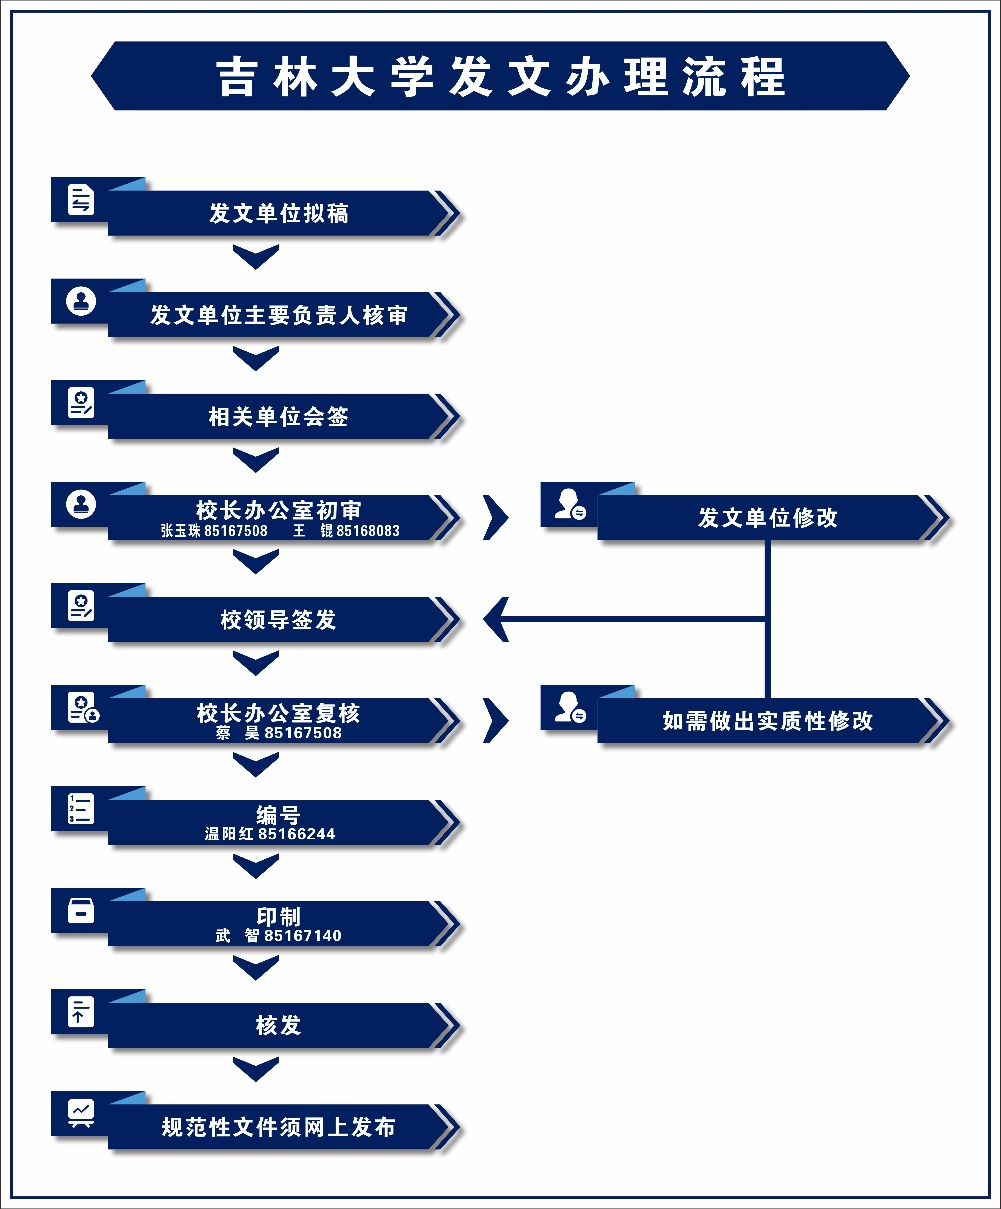 吉林大学发文办理流程
发文单位拟稿
发文单位主要负责人核审
相关单位会签
校长办公室初审
张玉珠 85167508 王 锟 85168083
发文单位修改
校领导签发
校长办公室复核
蔡 昊 85167508
如需做出实质性修改
编号
温阳红 85166244
1
2
3
印制
武 智 85167140
核发
规范性文件须网上发布